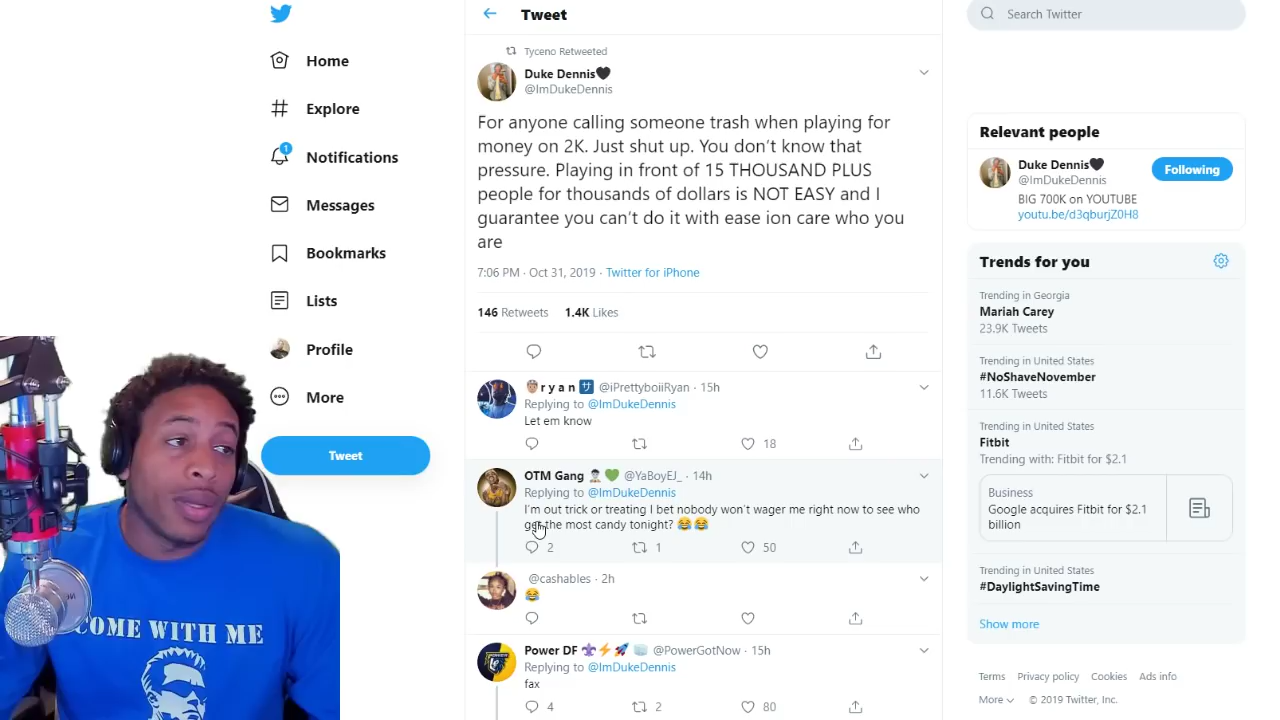 Home
Explore
1
Notifications
Messages
Bookmarks
Lists
Profile
More
Tweet
Tweet
Tyceno Retweeted
Duke Dennis🖤
@ImDukeDennis
For anyone calling someone trash when playing for
money on 2K. Just shut up. You don't know that
pressure. Playing in front of 15 THOUSAND PLUS
people for thousands of dollars is NOT EASY and I
guarantee you can't do it with ease ion care who you
are
7:06 PM · Oct 31, 2019 · Twitter for iPhone
146 Retweets 1.4K Likes
r y a n 🈂 @iPrettyboiiRyan · 15h
Replying to @ImDukeDennis
Let em know
18
OTM Gang 💚 @YaBoyEJ_ · 14h
Replying to @ImDukeDennis
I'm out trick or treating I bet nobody won't wager me right now to see who
get the most candy tonight? 😂😂
2 1 50
@cashables · 2h
😂
Power DF ⚜️⚡🚀 @PowerGotNow · 15h
Replying to @ImDukeDennis
fax
4 2 80
Search Twitter
Relevant people
Duke Dennis🖤
@ImDukeDennis
Following
BIG 700K on YOUTUBE
youtu.be/d3qburjZ0H8
Trends for you
Trending in Georgia
Mariah Carey
23.9K Tweets
Trending in United States
#NoShaveNovember
11.6K Tweets
Trending in United States
Fitbit
Trending with: Fitbit for $2.1
Business
Google acquires Fitbit for $2.1
billion
Trending in United States
#DaylightSavingTime
Show more
Terms Privacy policy Cookies Ads info
More © 2019 Twitter, Inc.
COME WITH ME